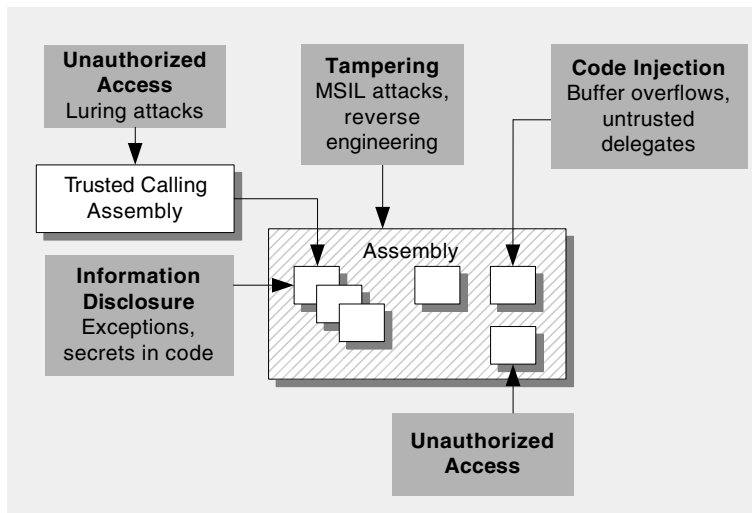 Unauthorized
Access
Luring attacks
Tampering
MSIL attacks,
reverse
engineering
Code Injection
Buffer overflows,
untrusted
delegates
Trusted Calling
Assembly
Assembly
Information
Disclosure
Exceptions,
secrets in code
Unauthorized
Access